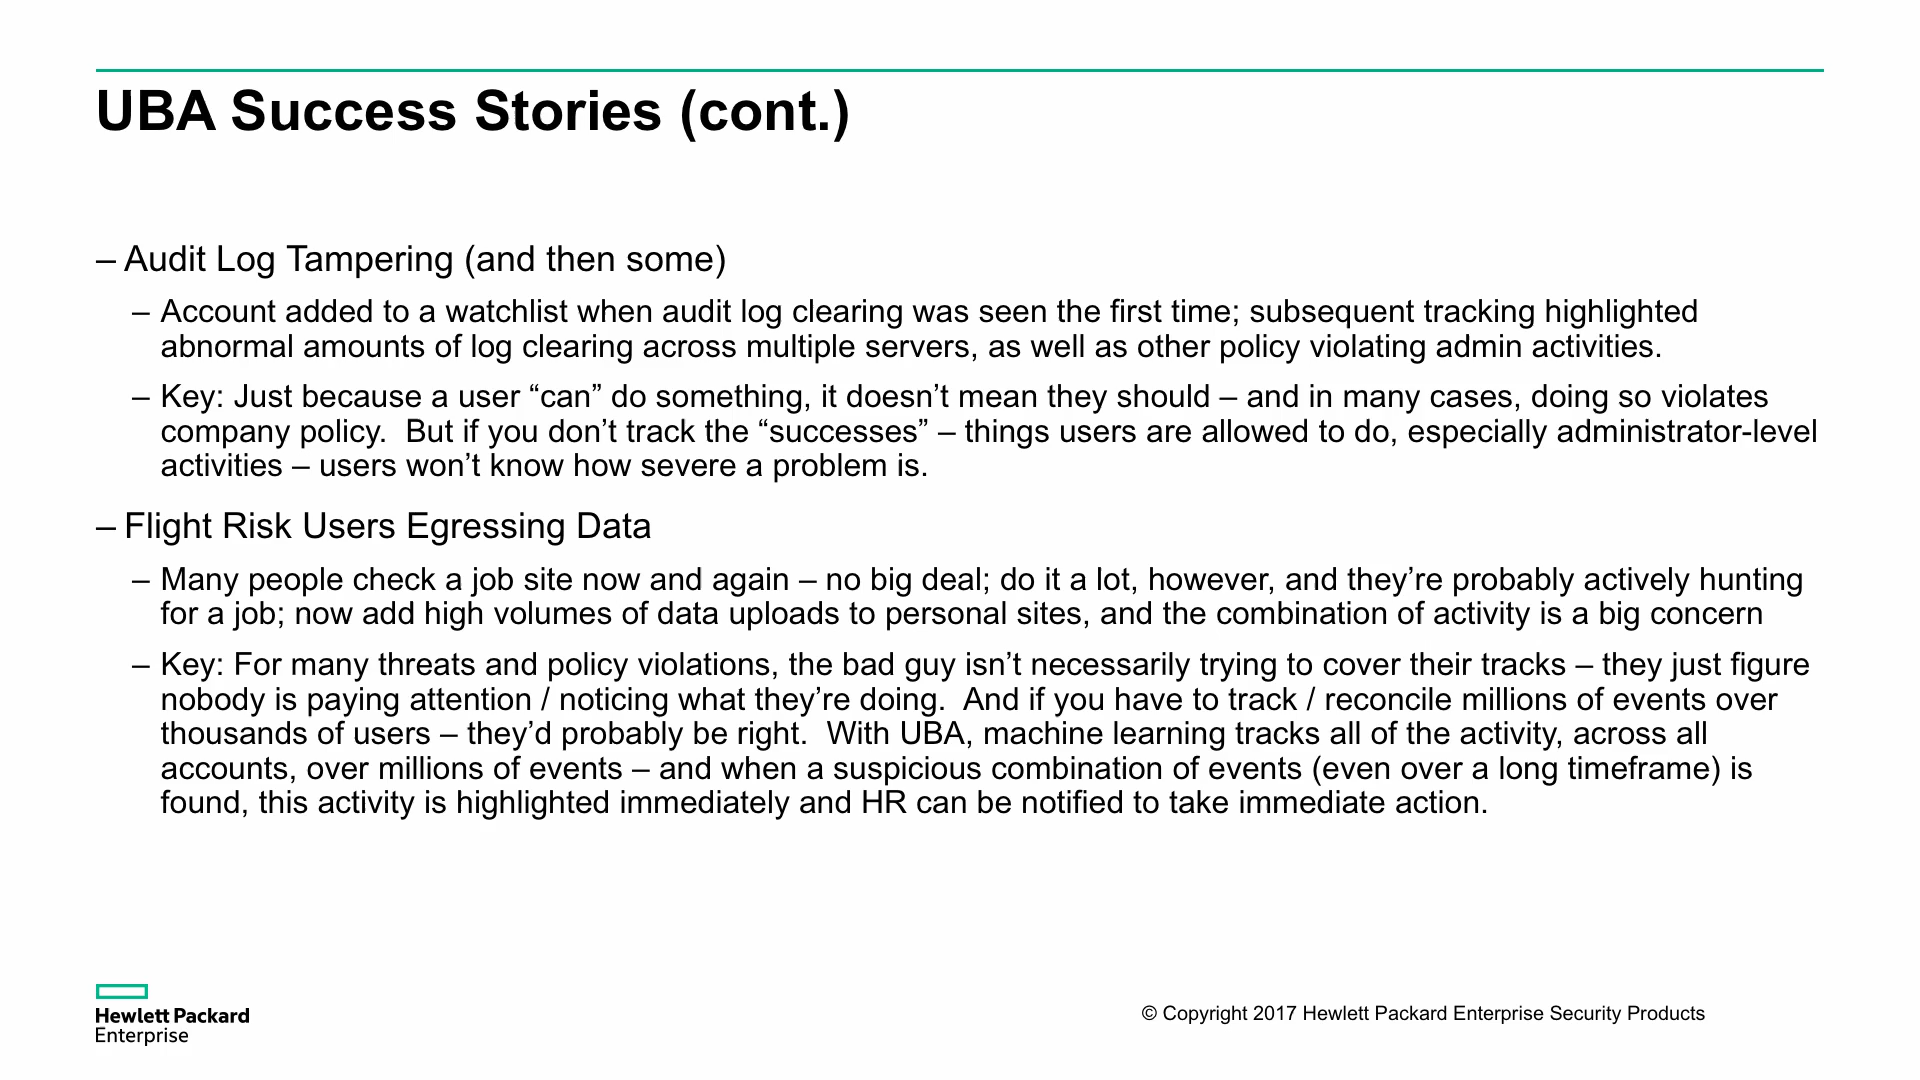 UBA Success Stories (cont.)
– Audit Log Tampering (and then some)
– Account added to a watchlist when audit log clearing was seen the first time; subsequent tracking highlighted
abnormal amounts of log clearing across multiple servers, as well as other policy violating admin activities.
– Key: Just because a user “can” do something, it doesn’t mean they should – and in many cases, doing so violates
company policy.  But if you don’t track the “successes” – things users are allowed to do, especially administrator-level
activities – users won’t know how severe a problem is.
– Flight Risk Users Egressing Data
– Many people check a job site now and again – no big deal; do it a lot, however, and they’re probably actively hunting
for a job; now add high volumes of data uploads to personal sites, and the combination of activity is a big concern
– Key: For many threats and policy violations, the bad guy isn’t necessarily trying to cover their tracks – they just figure
nobody is paying attention / noticing what they’re doing.  And if you have to track / reconcile millions of events over
thousands of users – they’d probably be right.  With UBA, machine learning tracks all of the activity, across all
accounts, over millions of events – and when a suspicious combination of events (even over a long timeframe) is
found, this activity is highlighted immediately and HR can be notified to take immediate action.
Hewlett Packard
Enterprise
© Copyright 2017 Hewlett Packard Enterprise Security Products